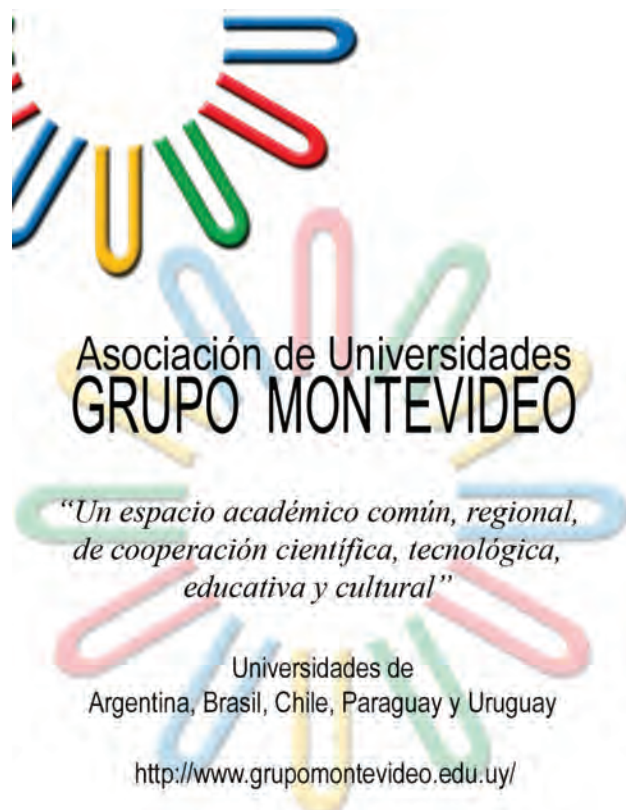 Asociación de Universidades
GRUPO MONTEVIDEO
“Un espacio académico común, regional,
de cooperación científica, tecnológica,
educativa y cultural”
Universidades de
Argentina, Brasil, Chile, Paraguay y Uruguay
http://www.grupomontevideo.edu.uy/